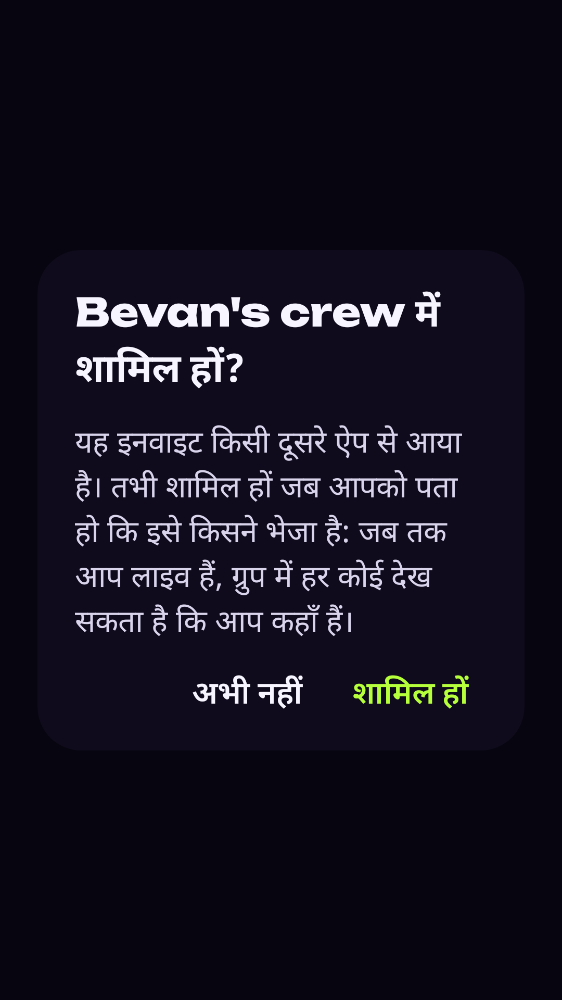 Bevan's crew में
शामिल हों?
यह इनवाइट किसी दूसरे ऐप से आया
है। तभी शामिल हों जब आपको पता
हो कि इसे किसने भेजा है: जब तक
आप लाइव हैं, ग्रुप में हर कोई देख
सकता है कि आप कहाँ हैं।
अभी नहीं शामिल हों